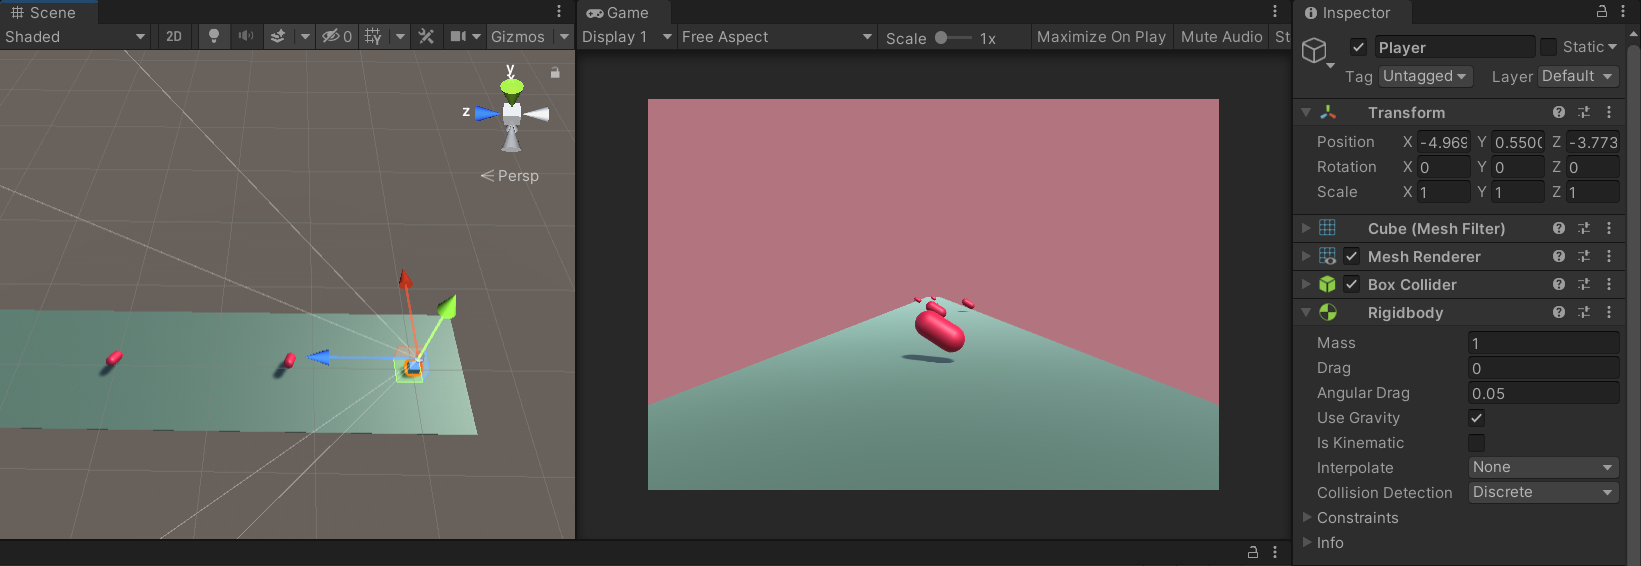 Scene
Shaded 2D 0 Gizmos
y
z
Persp
Game
Display 1 Free Aspect Scale 1x Maximize On Play Mute Audio St
Inspector
Player Static
Tag Untagged Layer Default
Transform
Position X -4.969 Y 0.550 Z -3.773
Rotation X 0 Y 0 Z 0
Scale X 1 Y 1 Z 1
Cube (Mesh Filter)
Mesh Renderer
Box Collider
Rigidbody
Mass 1
Drag 0
Angular Drag 0.05
Use Gravity
Is Kinematic
Interpolate None
Collision Detection Discrete
Constraints
Info